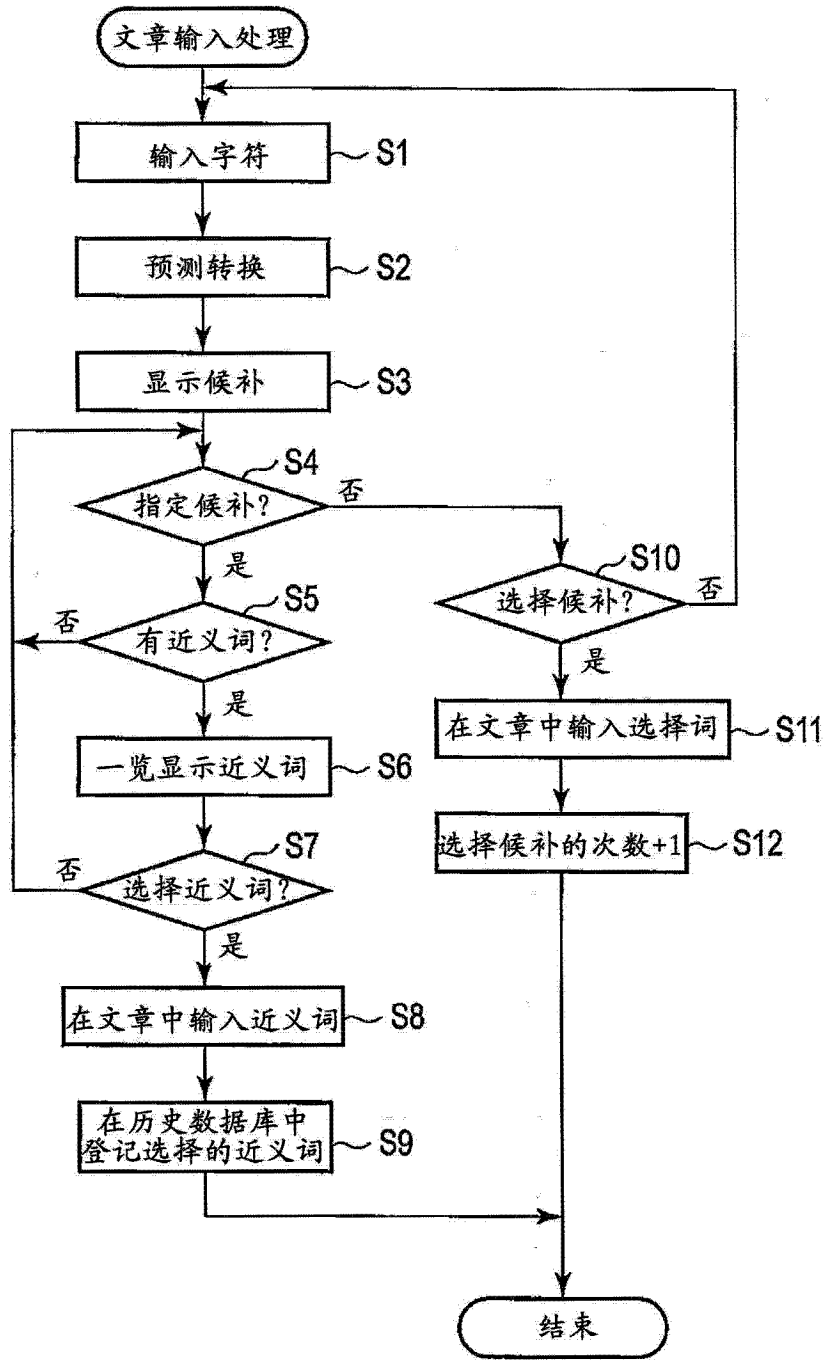 文章输入处理
输入字符
S1
预测转换
S2
显示候补
S3
S4
指定候补？
否
是
S5
有近义词？
否
是
一览显示近义词
S6
S7
选择近义词？
否
是
在文章中输入近义词
S8
在历史数据库中
登记选择的近义词
S9
S10
选择候补？
否
是
在文章中输入选择词
S11
选择候补的次数+1
S12
结束